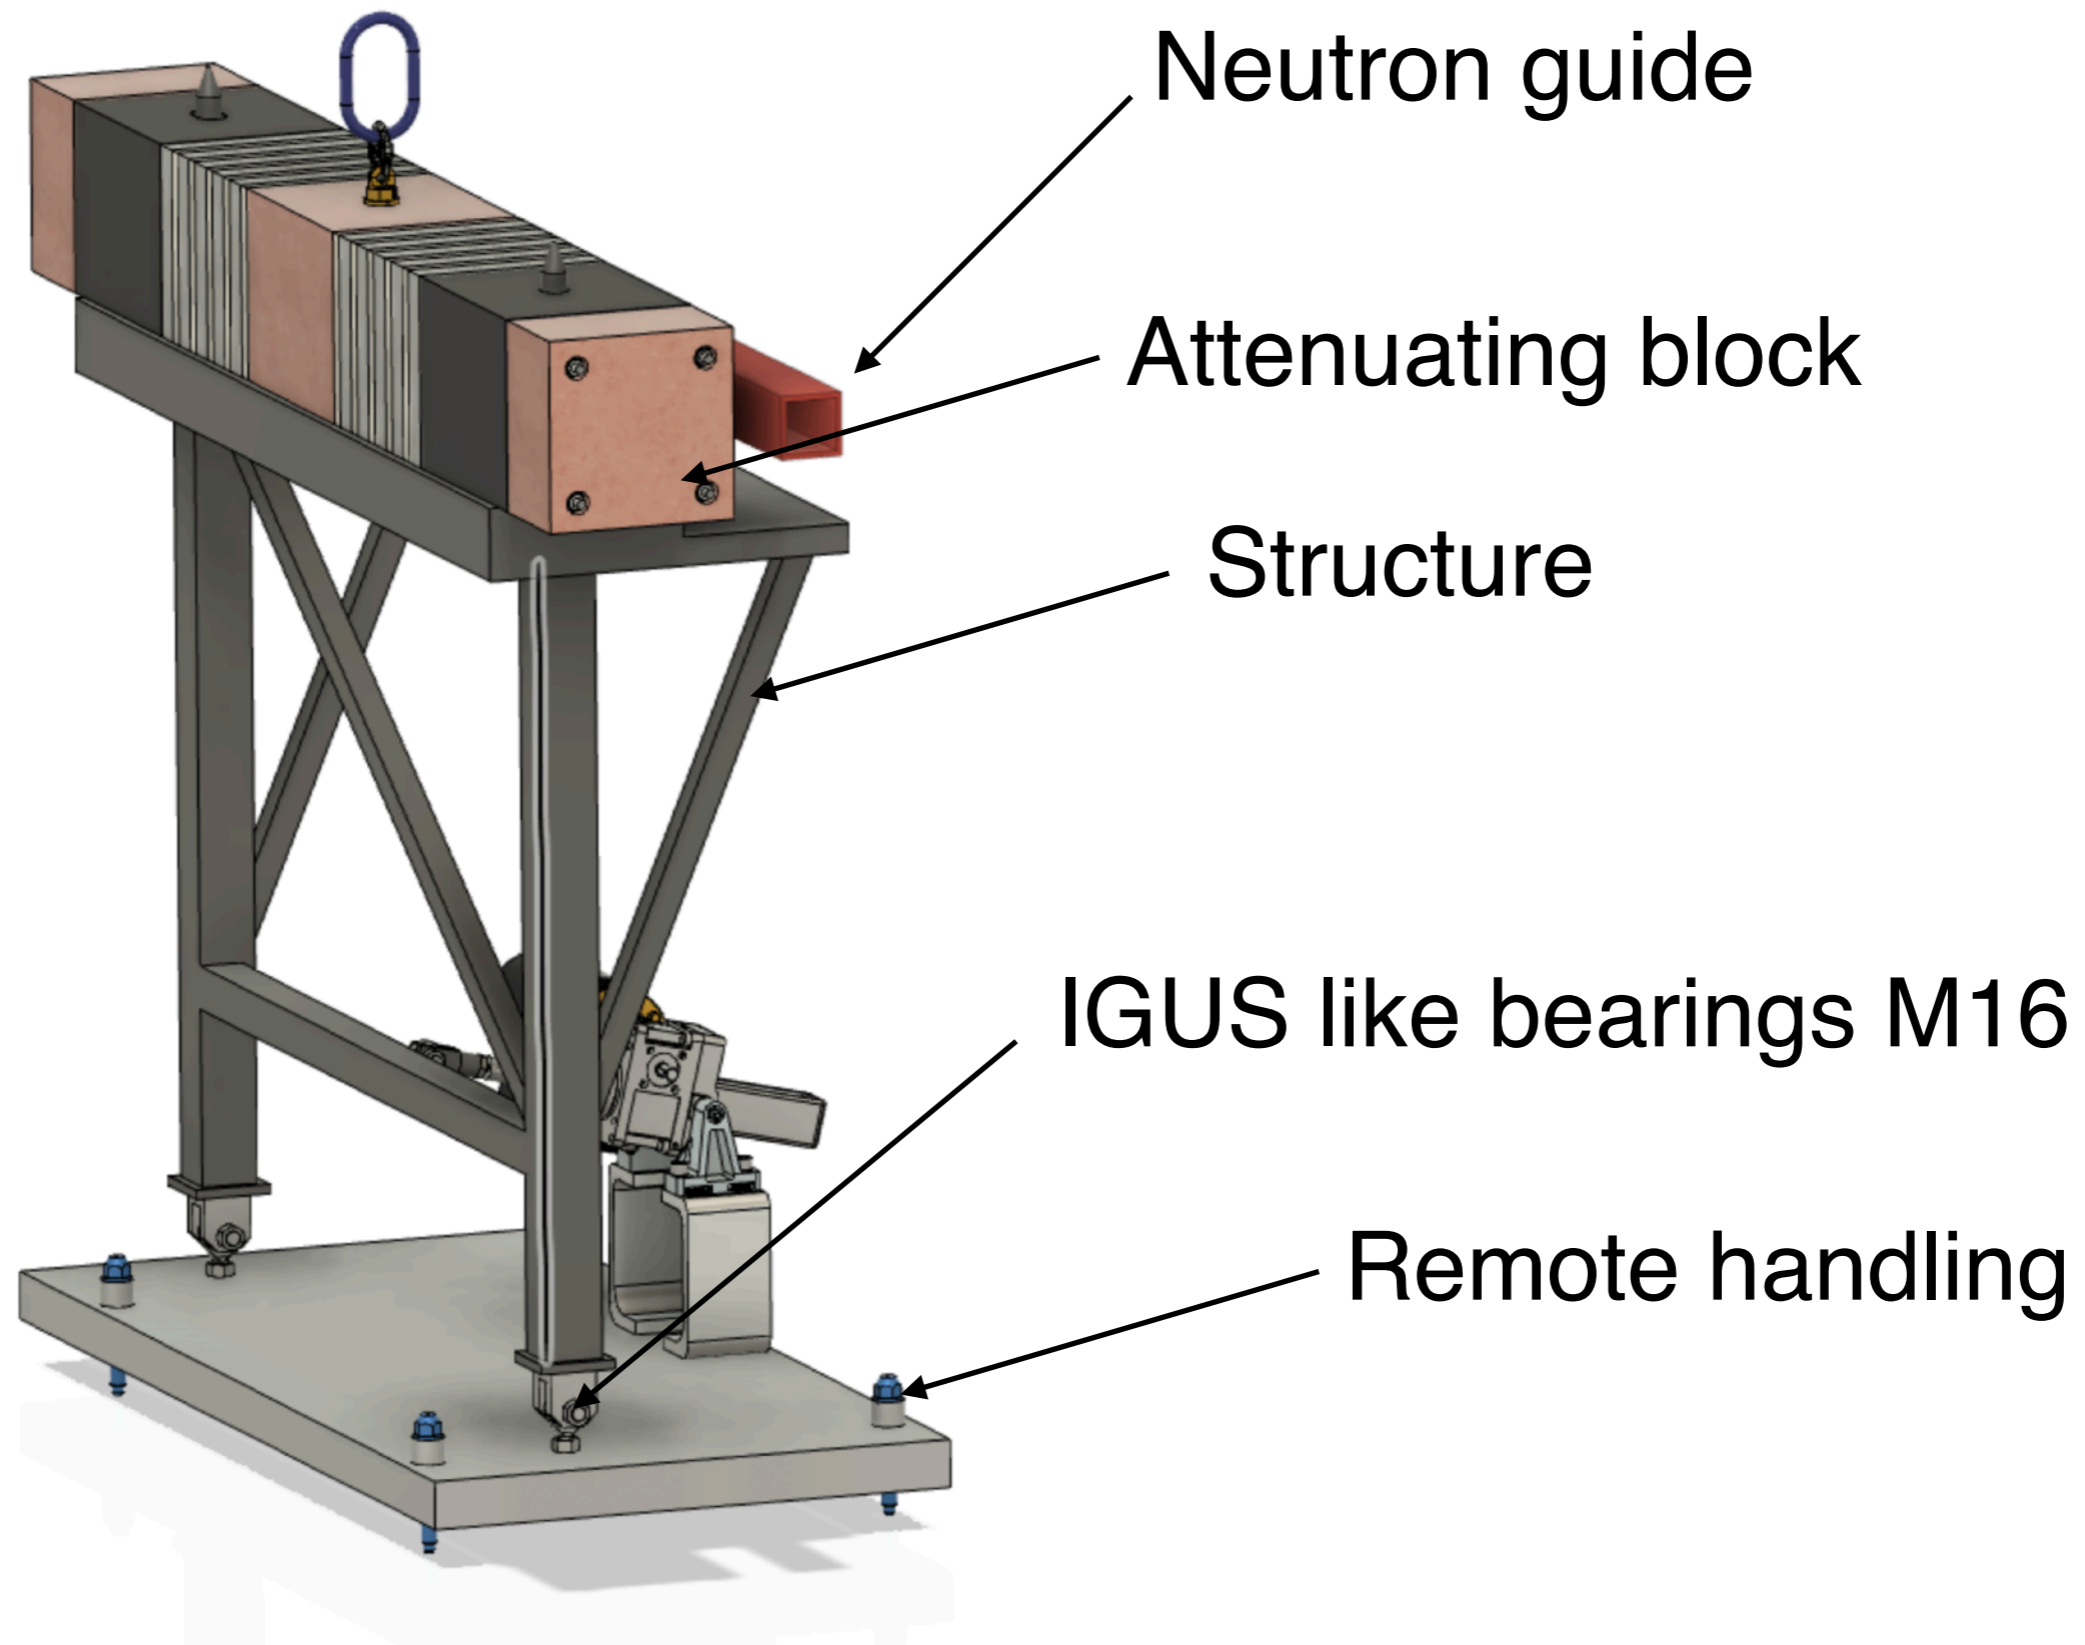 Neutron guide
Attenuating block
Structure
IGUS like bearings M16
Remote handling